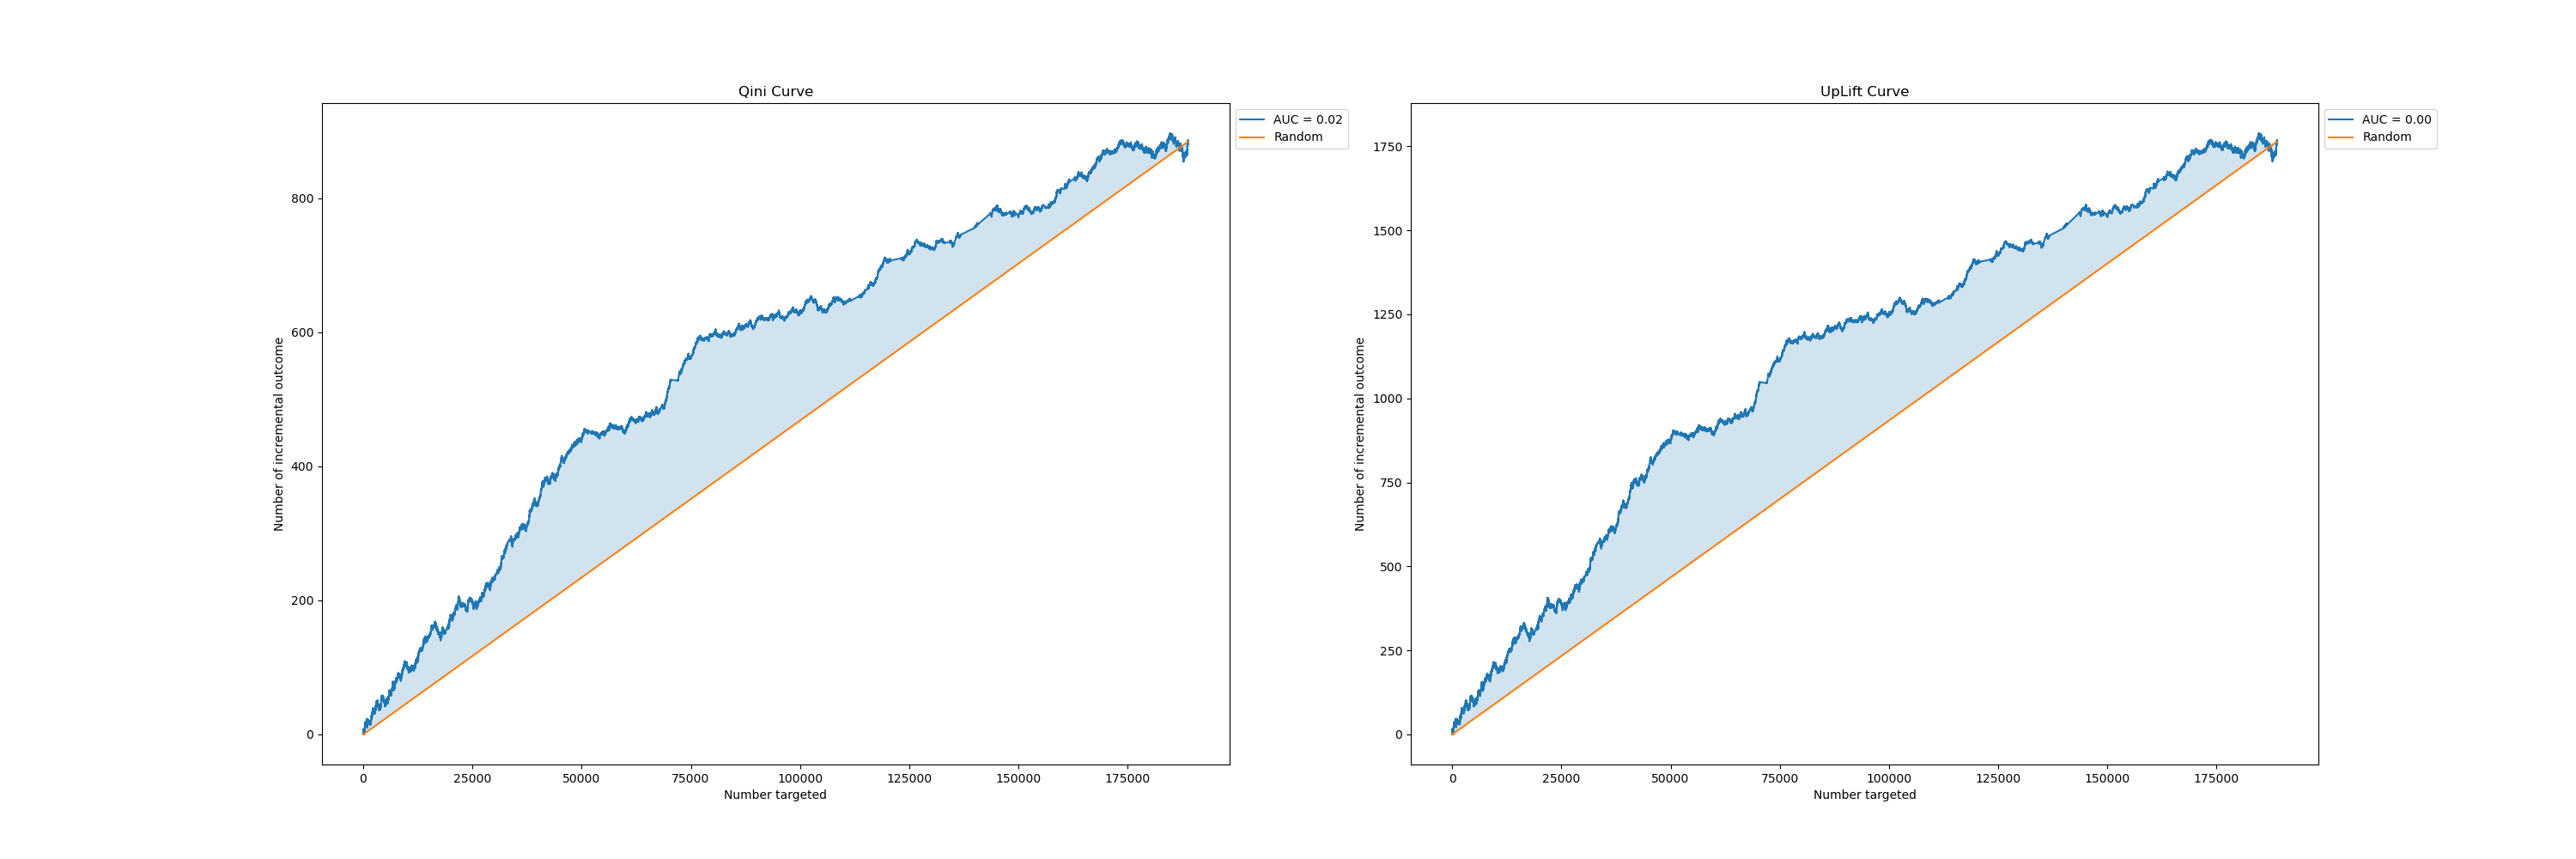 Qini Curve
AUC = 0.02
Random
800
600
400
200
0
Number of incremental outcome
0 25000 50000 75000 100000 125000 150000 175000
Number targeted
UpLift Curve
AUC = 0.00
Random
1750
1500
1250
1000
750
500
250
0
Number of incremental outcome
0 25000 50000 75000 100000 125000 150000 175000
Number targeted